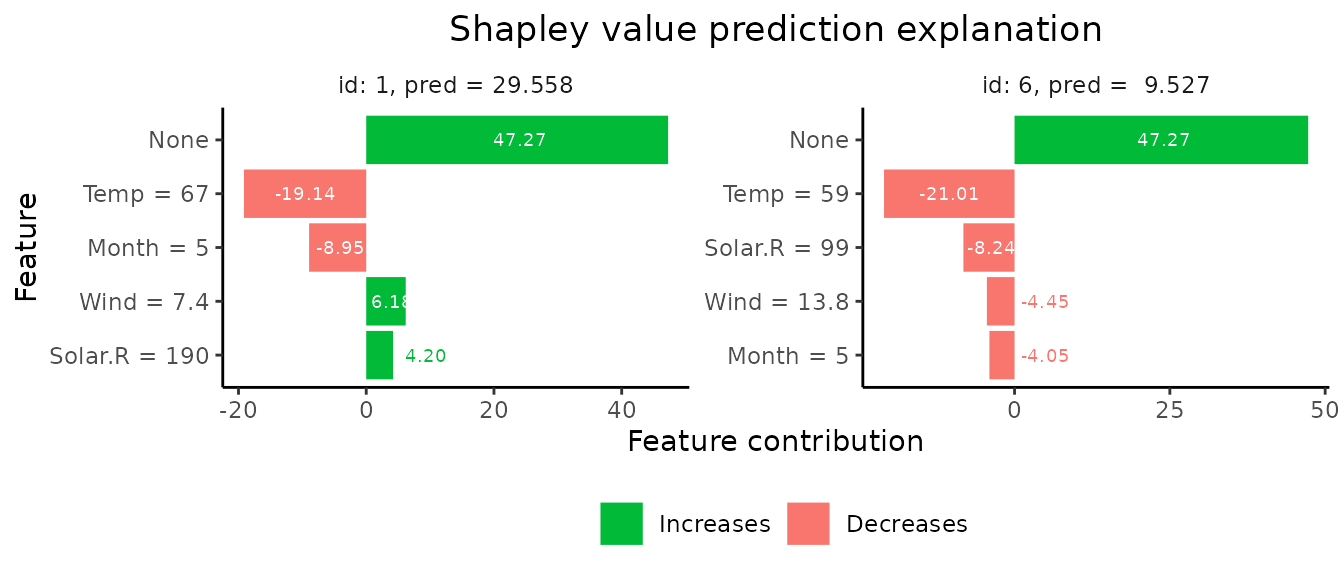 Shapley value prediction explanation
id: 1, pred = 29.558
id: 6, pred =  9.527
Feature
None
47.27
Temp = 67
-19.14
Month = 5
-8.95
Wind = 7.4
6.18
Solar.R = 190
4.20
-20
0
20
40
None
47.27
Temp = 59
-21.01
Solar.R = 99
-8.24
Wind = 13.8
-4.45
Month = 5
-4.05
0
25
50
Feature contribution
Increases
Decreases